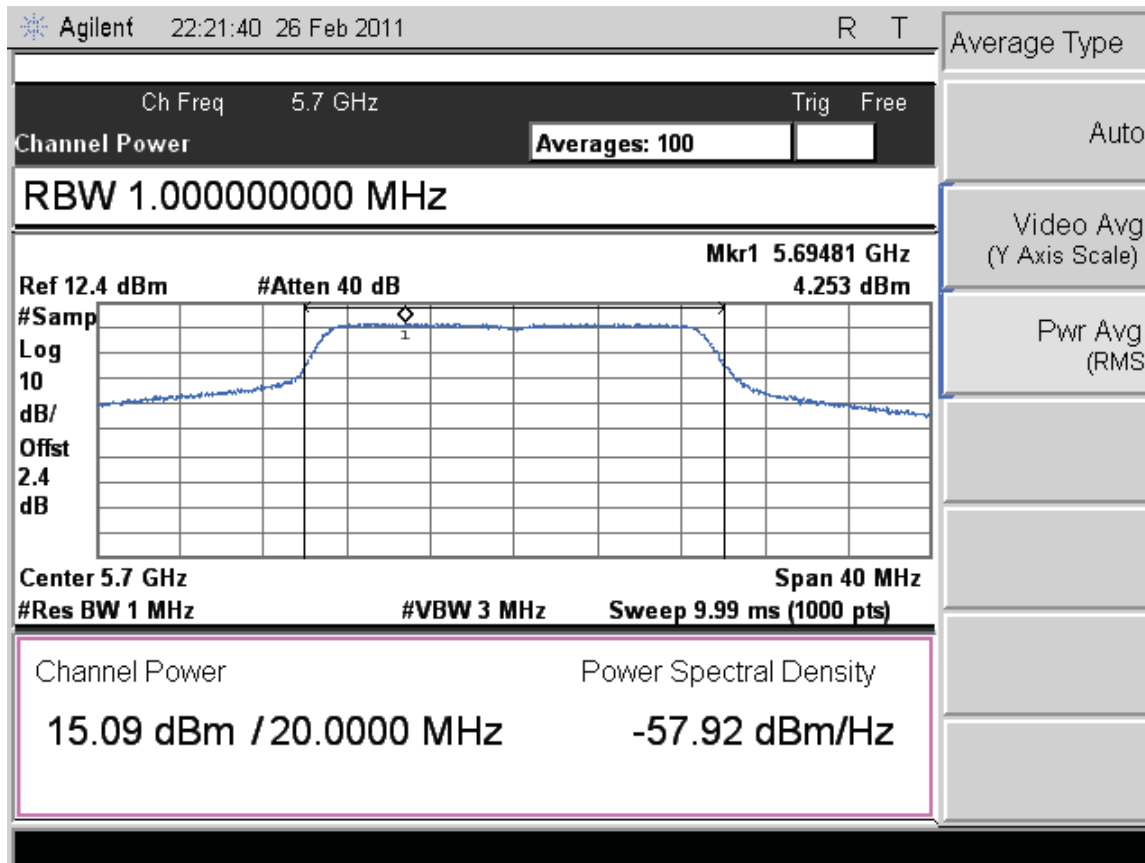 Agilent 22:21:40 26 Feb 2011 R T
Average Type
Ch Freq 5.7 GHz Trig Free
Channel Power Averages: 100
Auto
RBW 1.000000000 MHz
Video Avg
(Y Axis Scale)
Mkr1 5.69481 GHz
Ref 12.4 dBm #Atten 40 dB 4.253 dBm
#Samp
Log
10
dB/
Offst
2.4
dB
1
Pwr Avg
(RMS
Center 5.7 GHz Span 40 MHz
#Res BW 1 MHz #VBW 3 MHz Sweep 9.99 ms (1000 pts)
Channel Power Power Spectral Density
15.09 dBm / 20.0000 MHz -57.92 dBm/Hz